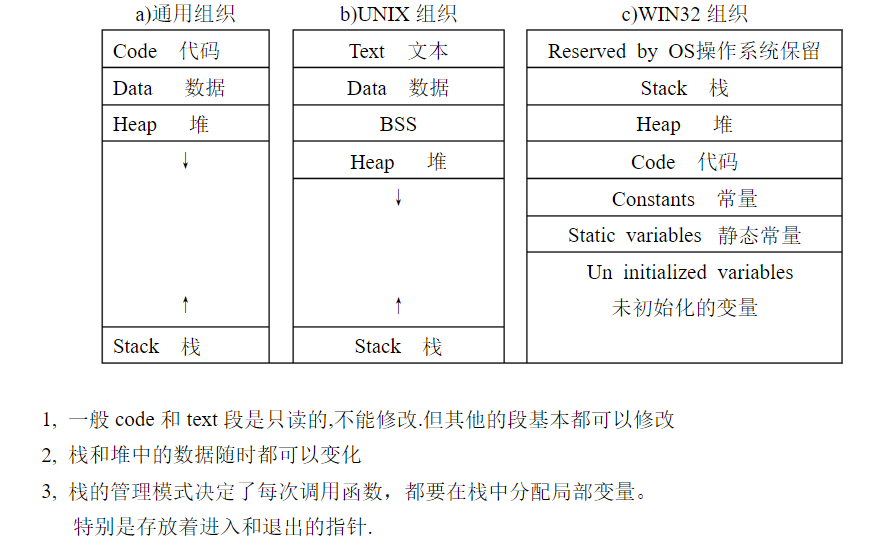 a)通用组织 b)UNIX 组织 c)WIN32 组织
Code 代码 Text 文本 Reserved by OS操作系统保留
Data 数据 Data 数据 Stack 栈
Heap 堆 BSS Heap 堆
↓ Heap 堆 Code 代码
↓ Constants 常量
Static variables 静态常量
Un initialized variables
↑ ↑ 未初始化的变量
Stack 栈 Stack 栈
1, 一般 code 和 text 段是只读的,不能修改.但其他的段基本都可以修改
2, 栈和堆中的数据随时都可以变化
3, 栈的管理模式决定了每次调用函数，都要在栈中分配局部变量。
特别是存放着进入和退出的指针.